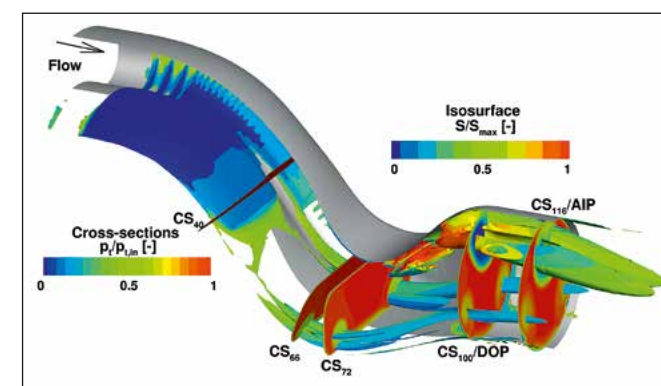 Flow
Isosurface
S/Smax [-]
0 0.5 1
CS116/AIP
CS40
Cross-sections
pt/pt,in [-]
0 0.5 1
CS66
CS72
CS100/DOP